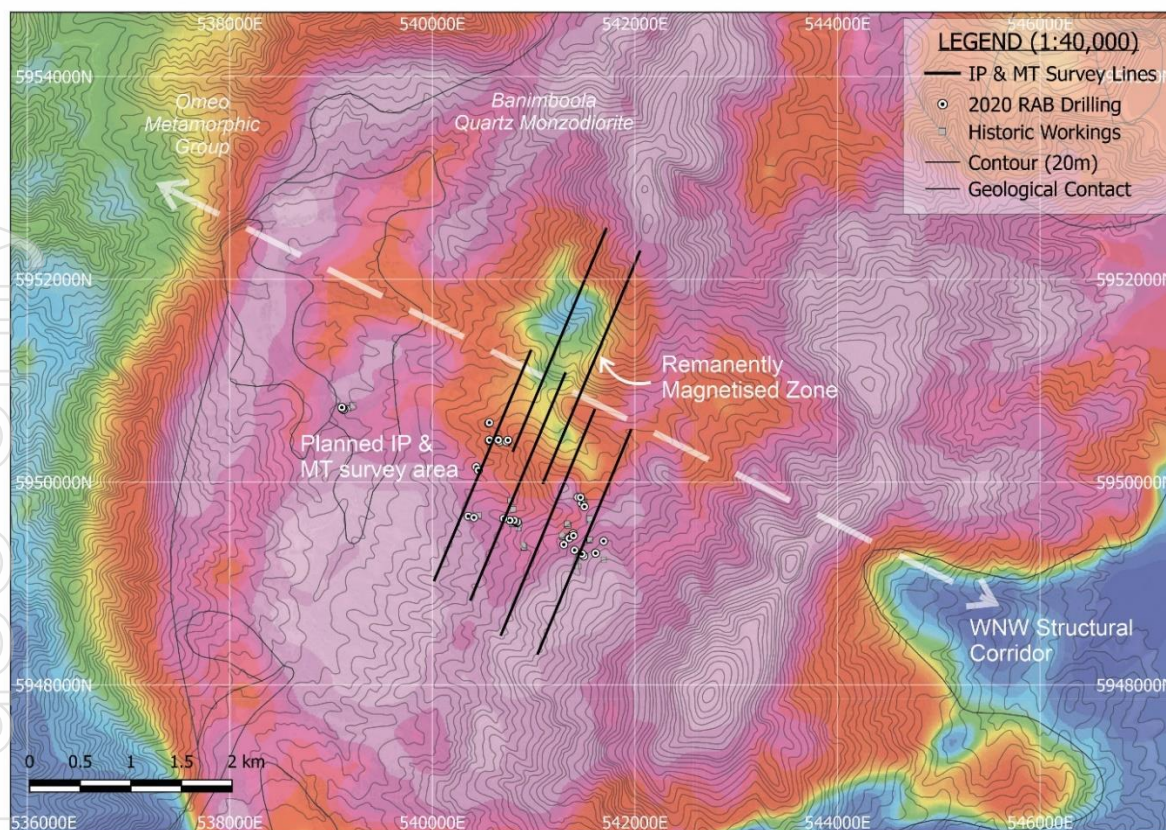 538000E
540000E
542000E
544000E
546000E
LEGEND (1:40,000)
IP & MT Survey Lines
2020 RAB Drilling
Historic Workings
Contour (20m)
Geological Contact
5954000N
Omeo
Metamorphic
Group
Banimboola
Quartz Monzodiorite
5954000N
5952000N
5952000N
Remanently
Magnetised Zone
Planned IP &
MT survey area
5950000N
5950000N
WNW Structural
Corridor
5948000N
5948000N
0 0.5 1 1.5 2 km
536000E
538000E
540000E
542000E
544000E
546000E